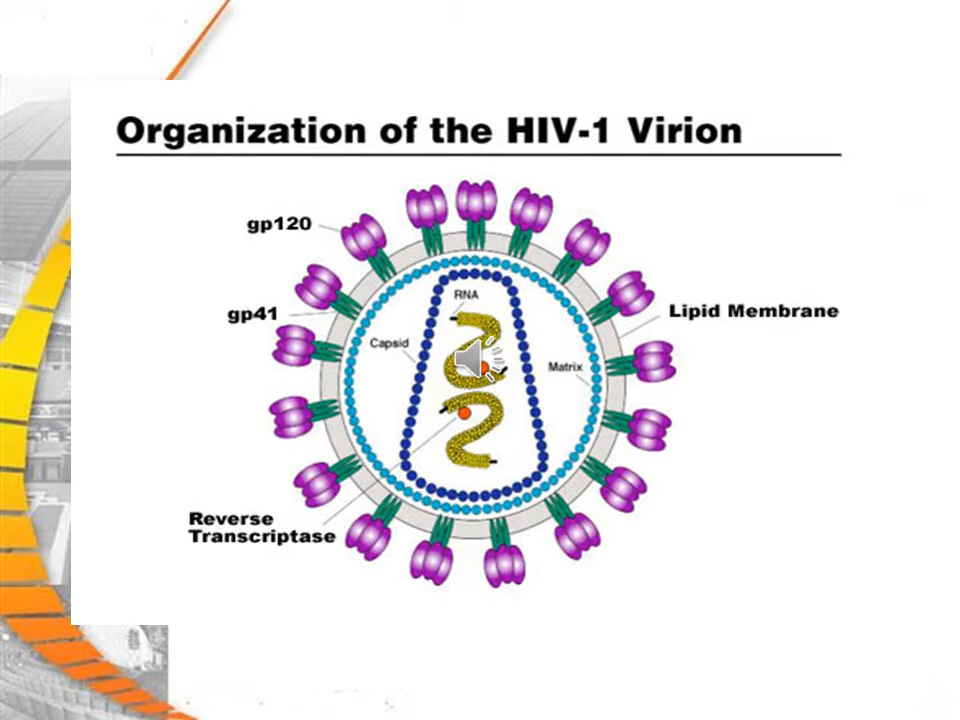 Organization of the HIV-1 Virion
gp120
RNA
gp41
Lipid Membrane
Capsid
Matrix
Reverse
Transcriptase